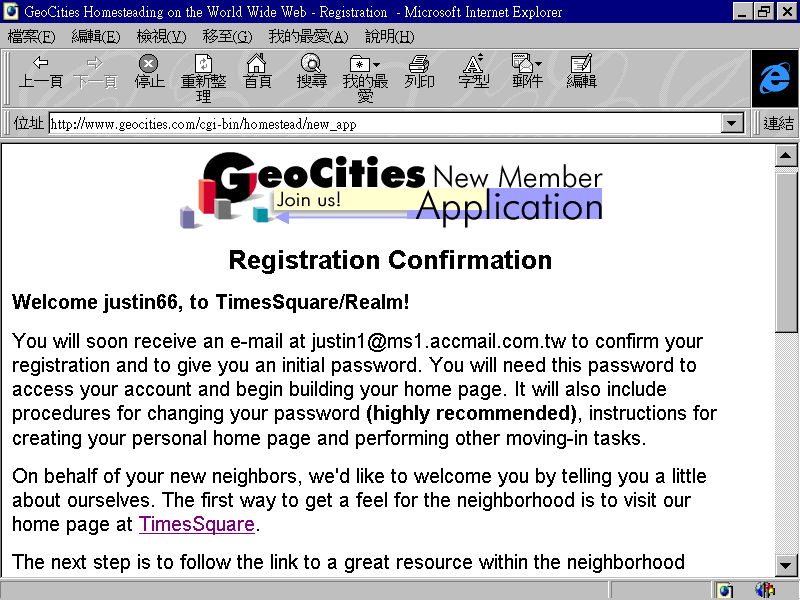 GeoCities Homesteading on the World Wide Web - Registration - Microsoft Internet Explorer
檔案(F) 編輯(E) 檢視(V) 移至(G) 我的最愛(A) 說明(H)
上一頁 下一頁 停止 重新整理 首頁 搜尋 我的最愛 列印 字型 郵件 編輯
位址 http://www.geocities.com/cgi-bin/homestead/new_app 連結
GeoCities New Member
Join us! Application
Registration Confirmation
Welcome justin66, to TimesSquare/Realm!
You will soon receive an e-mail at justin1@ms1.accmail.com.tw to confirm your
registration and to give you an initial password. You will need this password to
access your account and begin building your home page. It will also include
procedures for changing your password (highly recommended), instructions for
creating your personal home page and performing other moving-in tasks.
On behalf of your new neighbors, we'd like to welcome you by telling you a little
about ourselves. The first way to get a feel for the neighborhood is to visit our
home page at TimesSquare.
The next step is to follow the link to a great resource within the neighborhood